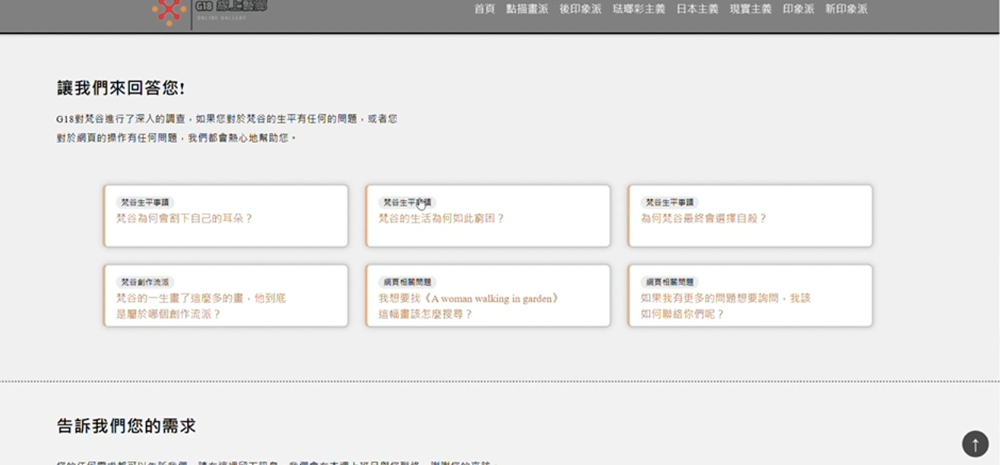 G18 線上藝廊
ONLINE GALLERY
首頁 點描畫派 後印象派 琺瑯彩主義 日本主義 現實主義 印象派 新印象派
讓我們來回答您!
G18對梵谷進行了深入的調查，如果您對於梵谷的生平有任何的問題，或者您
對於網頁的操作有任何問題，我們都會熱心地幫助您。
梵谷生平事蹟
梵谷為何會割下自己的耳朵？
梵谷生平事蹟
梵谷的生活為何如此窮困？
梵谷生平事蹟
為何梵谷最終會選擇自殺？
梵谷創作流派
梵谷的一生畫了這麼多的畫，他到底
是屬於哪個創作流派？
網頁相關問題
我想要找《A woman walking in garden》
這幅畫該怎麼搜尋？
網頁相關問題
如果我有更多的問題想要詢問，我該
如何聯絡你們呢？
告訴我們您的需求